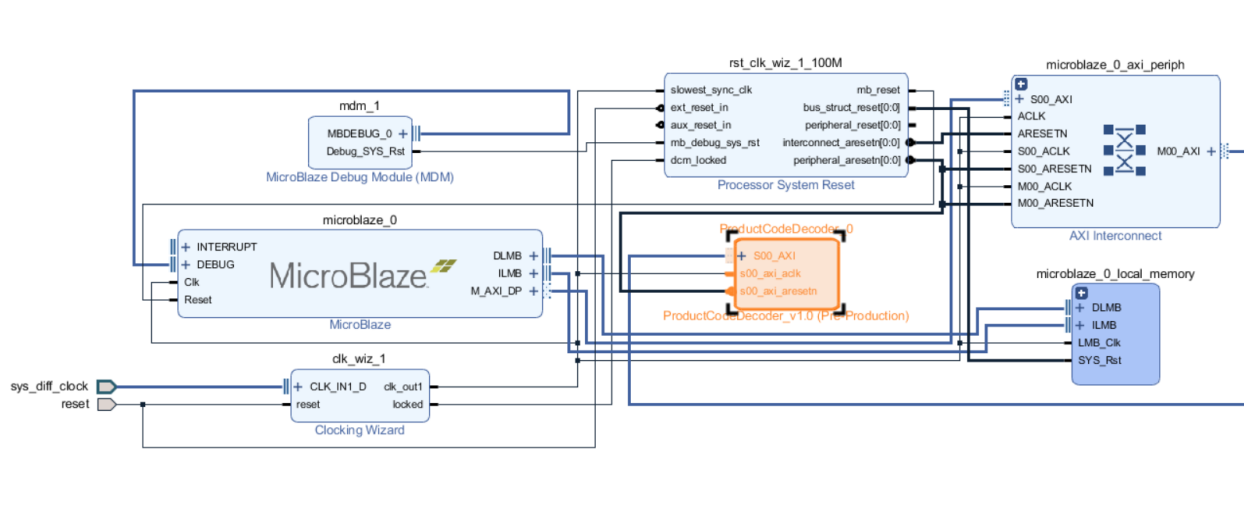 rst_clk_wiz_1_100M
slowest_sync_clk
ext_reset_in
aux_reset_in
mb_debug_sys_rst
dcm_locked
mb_reset
bus_struct_reset[0:0]
peripheral_reset[0:0]
interconnect_aresetn[0:0]
peripheral_aresetn[0:0]
Processor System Reset
microblaze_0_axi_periph
S00_AXI
ACLK
ARESETN
S00_ACLK
S00_ARESETN
M00_ACLK
M00_ARESETN
M00_AXI
AXI Interconnect
mdm_1
MBDEBUG_0
Debug_SYS_Rst
MicroBlaze Debug Module (MDM)
microblaze_0
INTERRUPT
DEBUG
Clk
Reset
MicroBlaze
DLMB
ILMB
M_AXI_DP
MicroBlaze
ProductCodeDecoder_0
S00_AXI
s00_axi_aclk
s00_axi_aresetn
ProductCodeDecoder_v1.0 (Pre-Production)
microblaze_0_local_memory
DLMB
ILMB
LMB_Clk
SYS_Rst
clk_wiz_1
sys_diff_clock
reset
CLK_IN1_D
reset
clk_out1
locked
Clocking Wizard